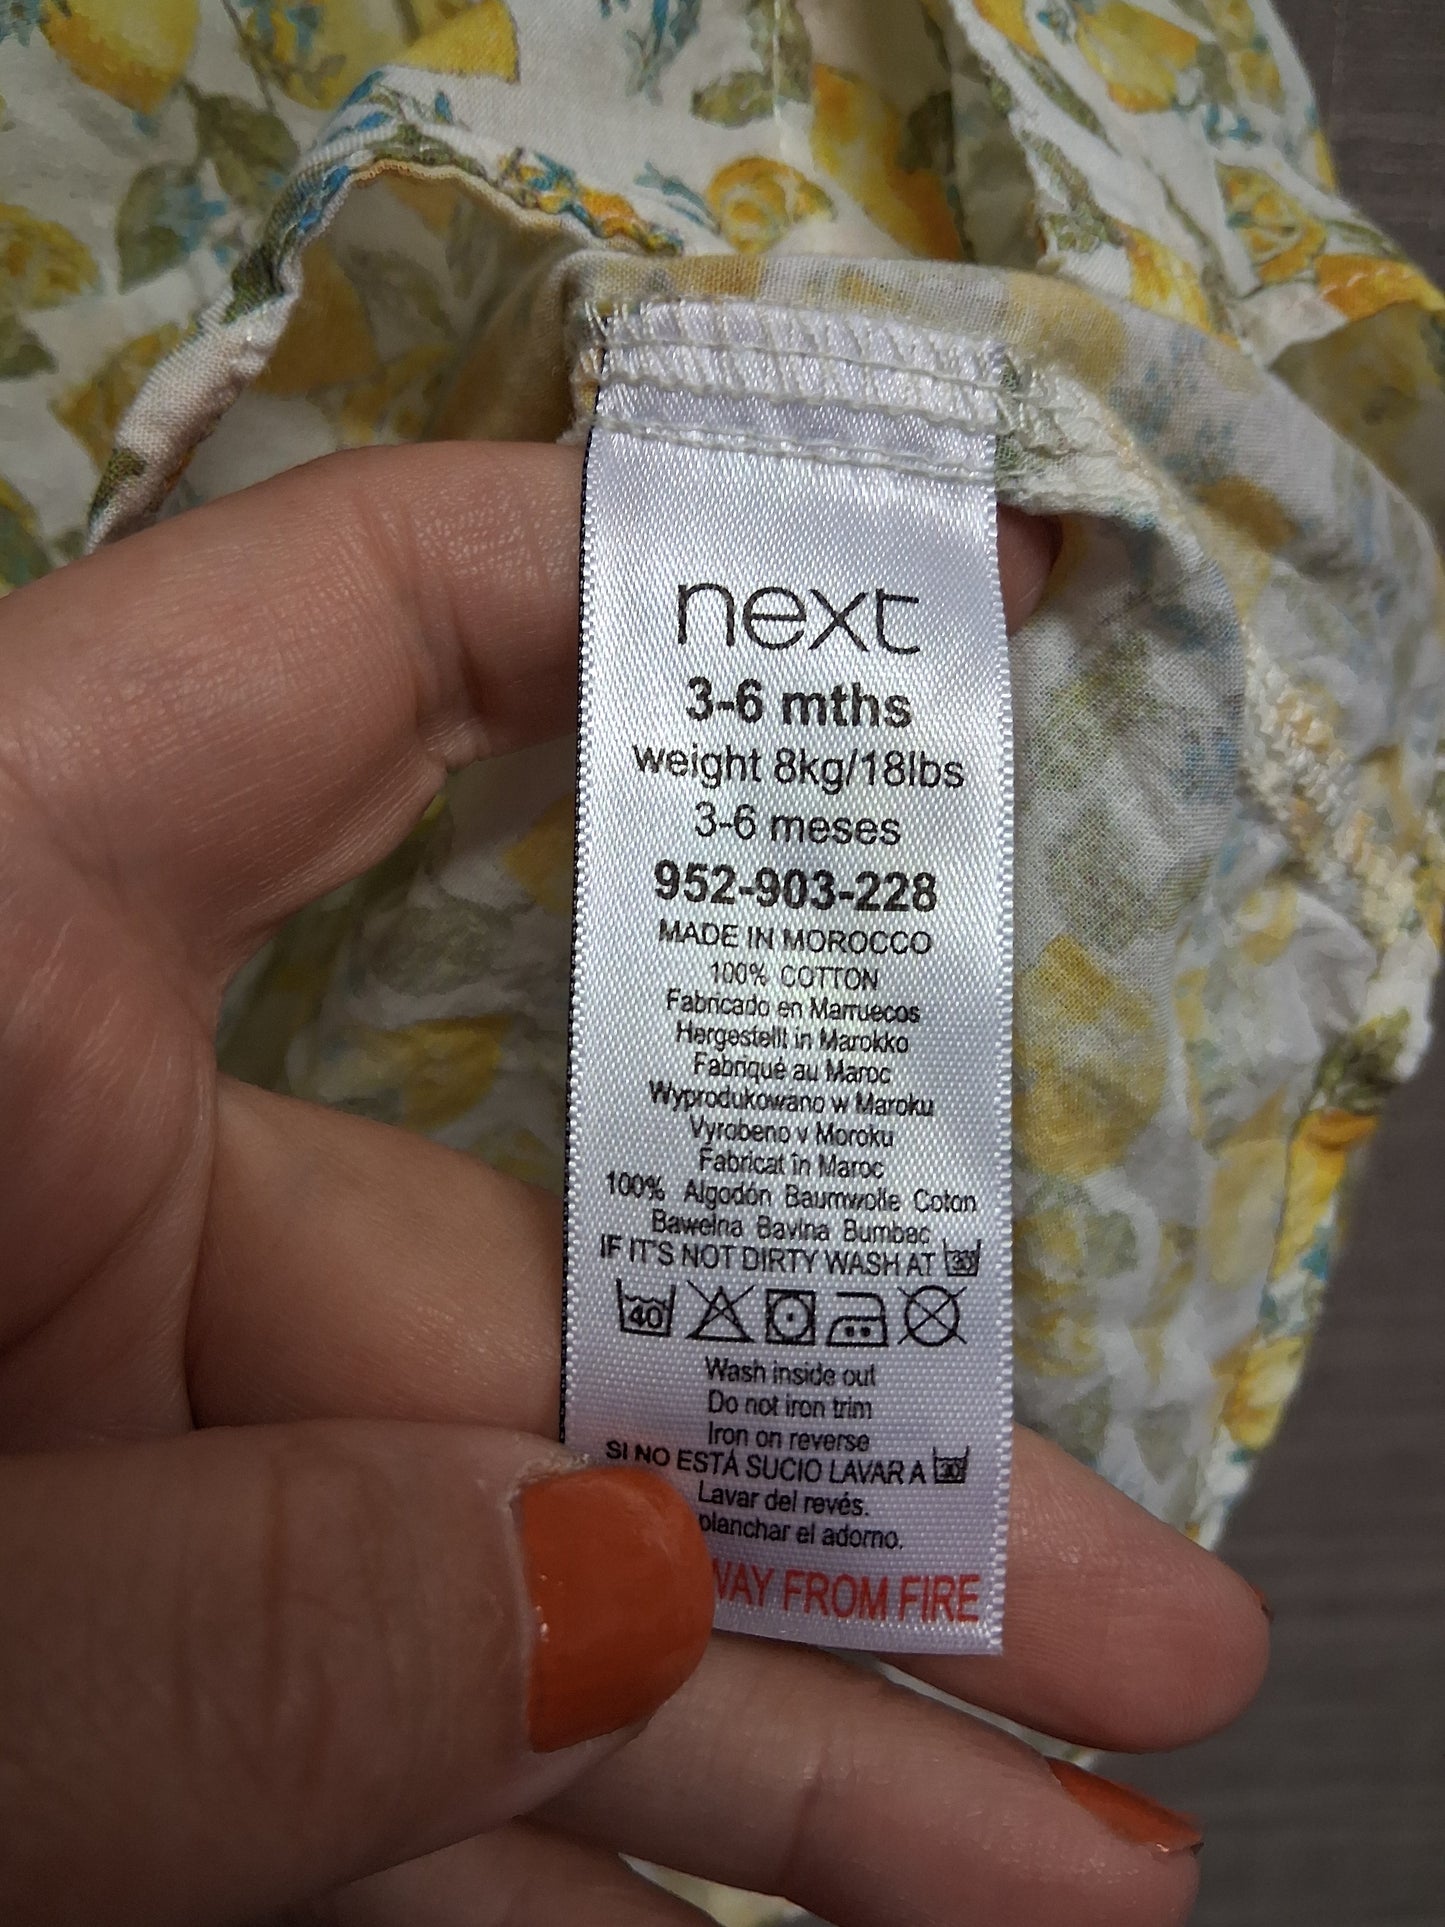 next
3-6 mths
weight 8kg/18lbs
3-6 meses
952-903-228
MADE IN MOROCCO
100% COTTON
Fabricado en Marruecos
Hergestellt in Marokko
Fabriqué au Maroc
Wyprodukowano w Maroku
Vyrobeno v Moroku
Fabricat în Maroc
100% Algodón Baumwolle Coton
Bawełna Bavlna Bumbac
IF IT'S NOT DIRTY WASH AT 30
40
Wash inside out
Do not iron trim
Iron on reverse
SI NO ESTÁ SUCIO LAVAR A 30
Lavar del revés.
planchar el adorno.
FROM FIRE